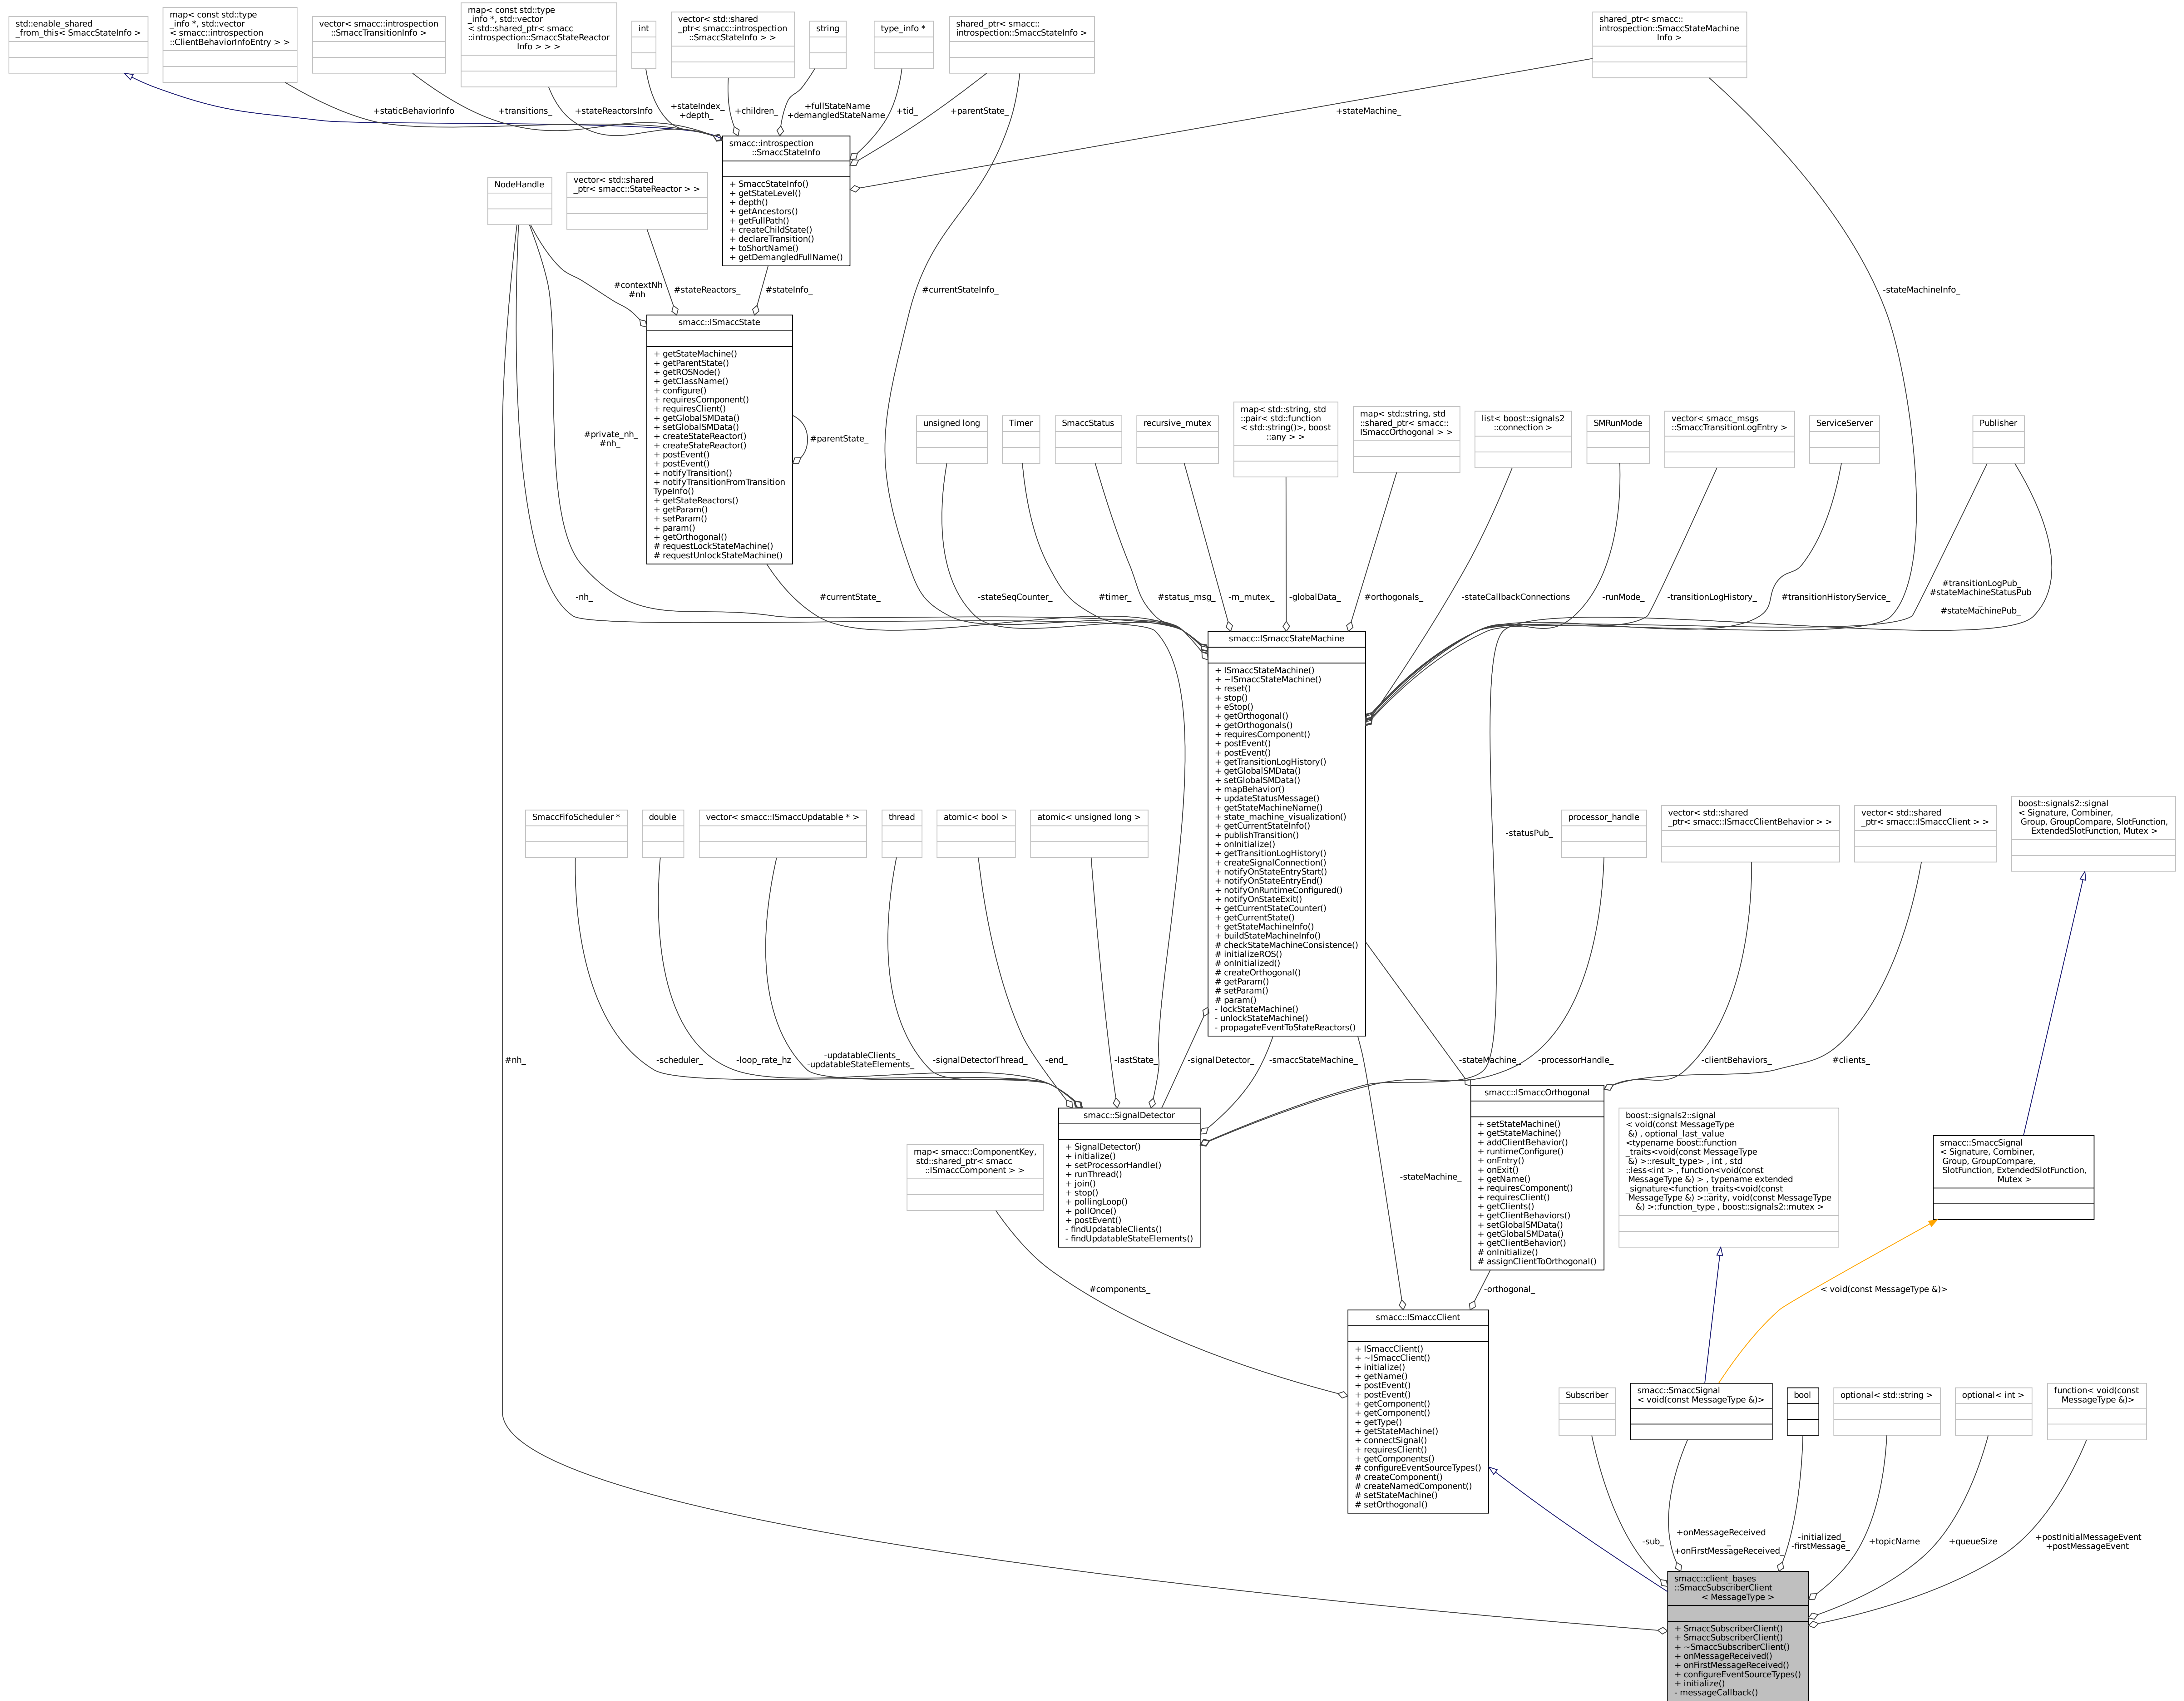 std::enable_shared
_from_this< SmaccStateInfo >
map< const std::type
_info *, std::vector
< smacc::introspection
::ClientBehaviorInfoEntry > >
vector< smacc::introspection
::SmaccTransitionInfo >
map< const std::type
_info *, std::vector
< std::shared_ptr< smacc
::introspection::SmaccStateReactor
Info > > >
int
vector< std::shared
_ptr< smacc::introspection
::SmaccStateInfo > >
string
type_info *
shared_ptr< smacc::
introspection::SmaccStateInfo >
shared_ptr< smacc::
introspection::SmaccStateMachine
Info >
+staticBehaviorInfo
+transitions_
+stateReactorsInfo
+stateIndex_
+depth_
+children_
+fullStateName
+demangledStateName
+tid_
+parentState_
+stateMachine_
smacc::introspection
::SmaccStateInfo
+ SmaccStateInfo()
+ getStateLevel()
+ depth()
+ getAncestors()
+ getFullPath()
+ createChildState()
+ declareTransition()
+ toShortName()
+ getDemangledFullName()
NodeHandle
vector< std::shared
_ptr< smacc::StateReactor > >
#contextNh
#nh
#stateReactors_
#stateInfo_
#currentStateInfo_
-stateMachineInfo_
smacc::ISmaccState
+ getStateMachine()
+ getParentState()
+ getROSNode()
+ getClassName()
+ configure()
+ requiresComponent()
+ requiresClient()
+ getGlobalSMData()
+ setGlobalSMData()
+ createStateReactor()
+ createStateReactor()
+ postEvent()
+ postEvent()
+ notifyTransition()
+ notifyTransitionFromTransition
TypeInfo()
+ getStateReactors()
+ getParam()
+ setParam()
+ param()
+ getOrthogonal()
# requestLockStateMachine()
# requestUnlockStateMachine()
#private_nh_
#nh_
#parentState_
unsigned long
Timer
SmaccStatus
recursive_mutex
map< std::string, std
::pair< std::function
< std::string()>, boost
::any > >
map< std::string, std
::shared_ptr< smacc::
ISmaccOrthogonal > >
list< boost::signals2
::connection >
SMRunMode
vector< smacc_msgs
::SmaccTransitionLogEntry >
ServiceServer
Publisher
-nh_
#currentState_
-stateSeqCounter_
#timer_
#status_msg_
-m_mutex_
-globalData_
#orthogonals_
-stateCallbackConnections
-runMode_
-transitionLogHistory_
#transitionHistoryService_
#transitionLogPub_
#stateMachineStatusPub
_
#stateMachinePub_
smacc::ISmaccStateMachine
+ ISmaccStateMachine()
+ ~ISmaccStateMachine()
+ reset()
+ stop()
+ eStop()
+ getOrthogonal()
+ getOrthogonals()
+ requiresComponent()
+ postEvent()
+ postEvent()
+ getTransitionLogHistory()
+ getGlobalSMData()
+ setGlobalSMData()
+ mapBehavior()
+ updateStatusMessage()
+ getStateMachineName()
+ state_machine_visualization()
+ getCurrentStateInfo()
+ publishTransition()
+ onInitialize()
+ getTransitionLogHistory()
+ createSignalConnection()
+ notifyOnStateEntryStart()
+ notifyOnStateEntryEnd()
+ notifyOnRuntimeConfigured()
+ notifyOnStateExit()
+ getCurrentStateCounter()
+ getCurrentState()
+ getStateMachineInfo()
+ buildStateMachineInfo()
# checkStateMachineConsistence()
# initializeROS()
# onInitialized()
# createOrthogonal()
# getParam()
# setParam()
# param()
- lockStateMachine()
- unlockStateMachine()
- propagateEventToStateReactors()
SmaccFifoScheduler *
double
vector< smacc::ISmaccUpdatable * >
thread
atomic< bool >
atomic< unsigned long >
-statusPub_
processor_handle
vector< std::shared
_ptr< smacc::ISmaccClientBehavior > >
vector< std::shared
_ptr< smacc::ISmaccClient > >
boost::signals2::signal
< Signature, Combiner,
Group, GroupCompare, SlotFunction,
ExtendedSlotFunction, Mutex >
#nh_
-scheduler_
-loop_rate_hz
-updatableClients_
-updatableStateElements_
-signalDetectorThread_
-end_
-lastState_
-signalDetector_
-smaccStateMachine_
-stateMachine_
-processorHandle_
-clientBehaviors_
#clients_
smacc::SignalDetector
+ SignalDetector()
+ initialize()
+ setProcessorHandle()
+ runThread()
+ join()
+ stop()
+ pollingLoop()
+ pollOnce()
+ postEvent()
- findUpdatableClients()
- findUpdatableStateElements()
smacc::ISmaccOrthogonal
+ setStateMachine()
+ getStateMachine()
+ addClientBehavior()
+ runtimeConfigure()
+ onEntry()
+ onExit()
+ getName()
+ requiresComponent()
+ requiresClient()
+ getClients()
+ getClientBehaviors()
+ setGlobalSMData()
+ getGlobalSMData()
+ getClientBehavior()
# onInitialize()
# assignClientToOrthogonal()
boost::signals2::signal
< void(const MessageType
&) , optional_last_value
<typename boost::function
_traits<void(const MessageType
&) >::result_type> , int , std
::less<int > , function<void(const
MessageType &) > , typename extended
_signature<function_traits<void(const
MessageType &) >::arity, void(const MessageType
&) >::function_type , boost::signals2::mutex >
smacc::SmaccSignal
< Signature, Combiner,
Group, GroupCompare,
SlotFunction, ExtendedSlotFunction,
Mutex >
map< smacc::ComponentKey,
std::shared_ptr< smacc
::ISmaccComponent > >
-stateMachine_
#components_
-orthogonal_
< void(const MessageType &)>
smacc::ISmaccClient
+ ISmaccClient()
+ ~ISmaccClient()
+ initialize()
+ getName()
+ postEvent()
+ postEvent()
+ getComponent()
+ getComponent()
+ getType()
+ getStateMachine()
+ connectSignal()
+ requiresClient()
+ getComponents()
# configureEventSourceTypes()
# createComponent()
# createNamedComponent()
# setStateMachine()
# setOrthogonal()
Subscriber
smacc::SmaccSignal
< void(const MessageType &)>
bool
optional< std::string >
optional< int >
function< void(const
MessageType &)>
-sub_
+onMessageReceived
_
+onFirstMessageReceived_
-initialized_
-firstMessage_
+topicName
+queueSize
+postInitialMessageEvent
+postMessageEvent
smacc::client_bases
::SmaccSubscriberClient
< MessageType >
+ SmaccSubscriberClient()
+ SmaccSubscriberClient()
+ ~SmaccSubscriberClient()
+ onMessageReceived()
+ onFirstMessageReceived()
+ configureEventSourceTypes()
+ initialize()
- messageCallback()